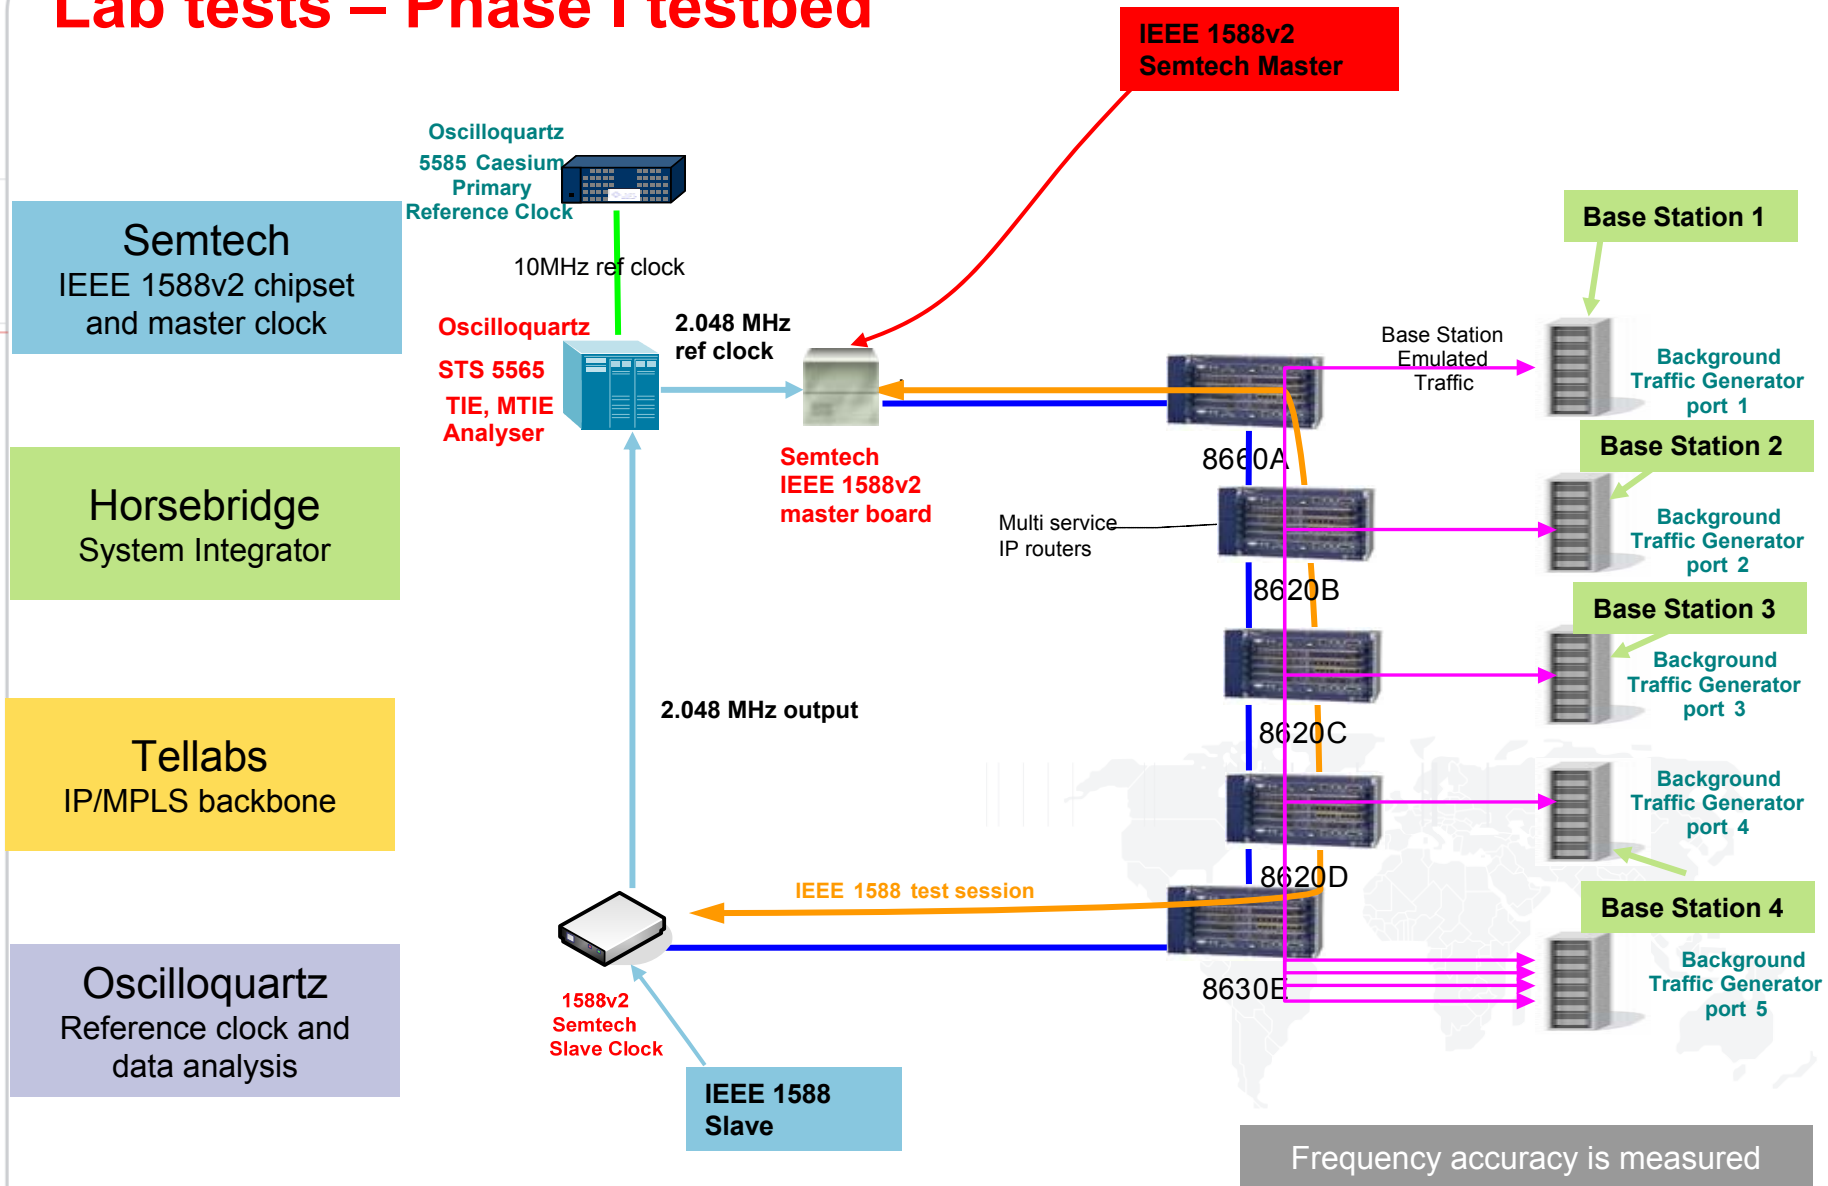 Lab tests – Phase I testbed
IEEE 1588v2
Semtech Master
Oscilloquartz
5585 Caesium
Primary
Reference Clock
10MHz ref clock
Semtech
IEEE 1588v2 chipset
and master clock
Oscilloquartz
STS 5565
TIE, MTIE
Analyser
2.048 MHz
ref clock
Semtech
IEEE 1588v2
master board
Base Station
Emulated
Traffic
Base Station 1
Background
Traffic Generator
port 1
8660A
Horsebridge
System Integrator
Multi service
IP routers
Base Station 2
Background
Traffic Generator
port 2
8620B
Base Station 3
Background
Traffic Generator
port 3
8620C
Tellabs
IP/MPLS backbone
2.048 MHz output
Background
Traffic Generator
port 4
8620D
IEEE 1588 test session
Base Station 4
Oscilloquartz
Reference clock and
data analysis
1588v2
Semtech
Slave Clock
8630E
Background
Traffic Generator
port 5
IEEE 1588
Slave
Frequency accuracy is measured